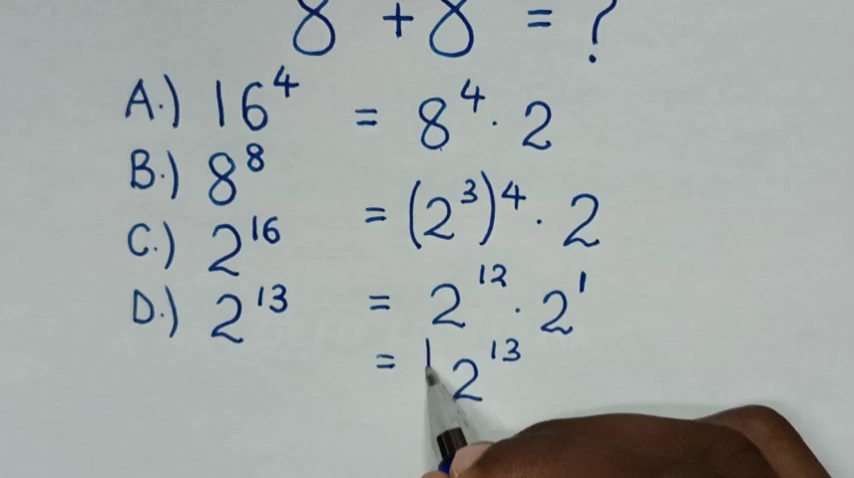 8 + 8 = ?
A.) 16⁴ = 8⁴ · 2
B.) 8⁸
= (2³)⁴ · 2
C.) 2¹⁶
D.) 2¹³ = 2¹² · 2¹
= 2¹³